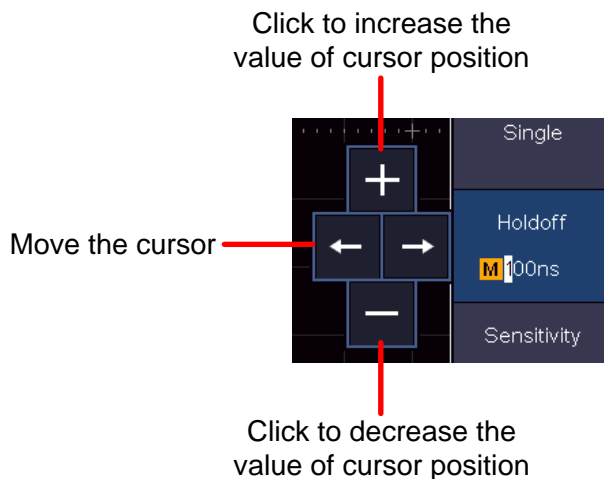 Click to increase the
value of cursor position
Single
Move the cursor
Holdoff
M 100ns
Sensitivity
Click to decrease the
value of cursor position